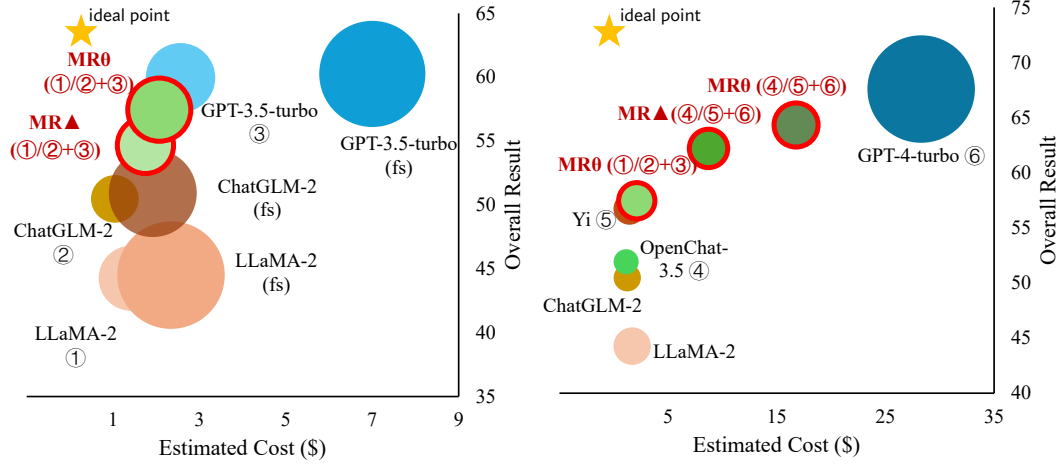 ideal point
MRθ
(①/②+③)
GPT-3.5-turbo
③
GPT-3.5-turbo
(fs)
MR▲
(①/②+③)
ChatGLM-2
(fs)
ChatGLM-2
②
LLaMA-2
(fs)
LLaMA-2
①
65
60
55
50
45
40
35
Overall Result
1
3
5
7
9
Estimated Cost ($)
ideal point
MRθ (④/⑤+⑥)
MR▲(④/⑤+⑥)
GPT-4-turbo ⑥
MRθ (①/②+③)
Yi ⑤
OpenChat-
3.5 ④
ChatGLM-2
LLaMA-2
75
70
65
60
55
50
45
40
Overall Result
5
15
25
35
Estimated Cost ($)